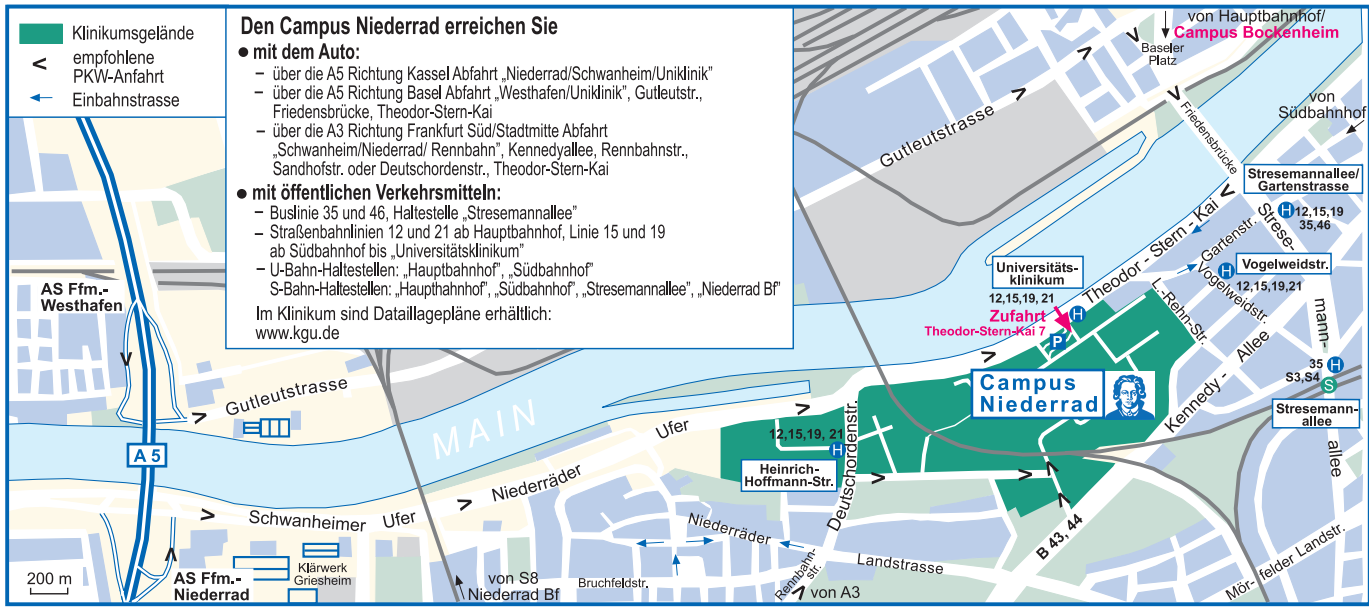 Klinikumsgelände
empfohlene
PKW-Anfahrt
Einbahnstrasse
Den Campus Niederrad erreichen Sie
● mit dem Auto:
– über die A5 Richtung Kassel Abfahrt „Niederrad/Schwanheim/Uniklinik"
– über die A5 Richtung Basel Abfahrt „Westhafen/Uniklinik", Gutleutstr.,
Friedensbrücke, Theodor-Stern-Kai
– über die A3 Richtung Frankfurt Süd/Stadtmitte Abfahrt
„Schwanheim/Niederrad/ Rennbahn", Kennedyallee, Rennbahnstr.,
Sandhofstr. oder Deutschordenstr., Theodor-Stern-Kai
● mit öffentlichen Verkehrsmitteln:
– Buslinie 35 und 46, Haltestelle „Stresemannallee"
– Straßenbahnlinien 12 und 21 ab Hauptbahnhof, Linie 15 und 19
ab Südbahnhof bis „Universitätsklinikum"
– U-Bahn-Haltestellen: „Hauptbahnhof", „Südbahnhof"
S-Bahn-Haltestellen: „Haupthahnhof", „Südbahnhof", „Stresemannallee", „Niederrad Bf"
Im Klinikum sind Dataillagepläne erhältlich:
www.kgu.de
von Hauptbahnhof/
Campus Bockenheim
Baseler
Platz
von
Südbahnhof
Gutleutstrasse
Friedensbrücke
Stresemannallee/
Gartenstrasse
H
12,15,19
35,46
Strese-
mann-
allee
Theodor - Stern - Kai
Gartenstr.
Vogelweidstr.
H
12,15,19,21
Vogelweidstr.
L.-Rehn-Str.
Universitäts-
klinikum
12,15,19, 21
H
Zufahrt
Theodor-Stern-Kai 7
P
Kennedy - Allee
35
H
S3,S4
S
Stresemann-
allee
Campus
Niederrad
AS Ffm.-
Westhafen
Gutleutstrasse
A 5
MAIN
12,15,19, 21
H
Heinrich-
Hoffmann-Str.
Deutschordenstr.
Schwanheimer Ufer
Niederräder Ufer
B 43, 44
Niederräder Landstrasse
Mör- felder Landstr.
Klärwerk
Griesheim
AS Ffm.-
Niederrad
200 m
von S8
Niederrad Bf
Bruchfeldstr.
Rennbahn-
str.
von A3